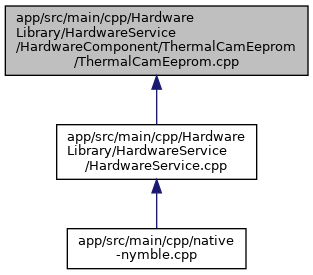 app/src/main/cpp/Hardware
Library/HardwareService
/HardwareComponent/ThermalCamEeprom
/ThermalCamEeprom.cpp
app/src/main/cpp/Hardware
Library/HardwareService
/HardwareService.cpp
app/src/main/cpp/native
-nymble.cpp